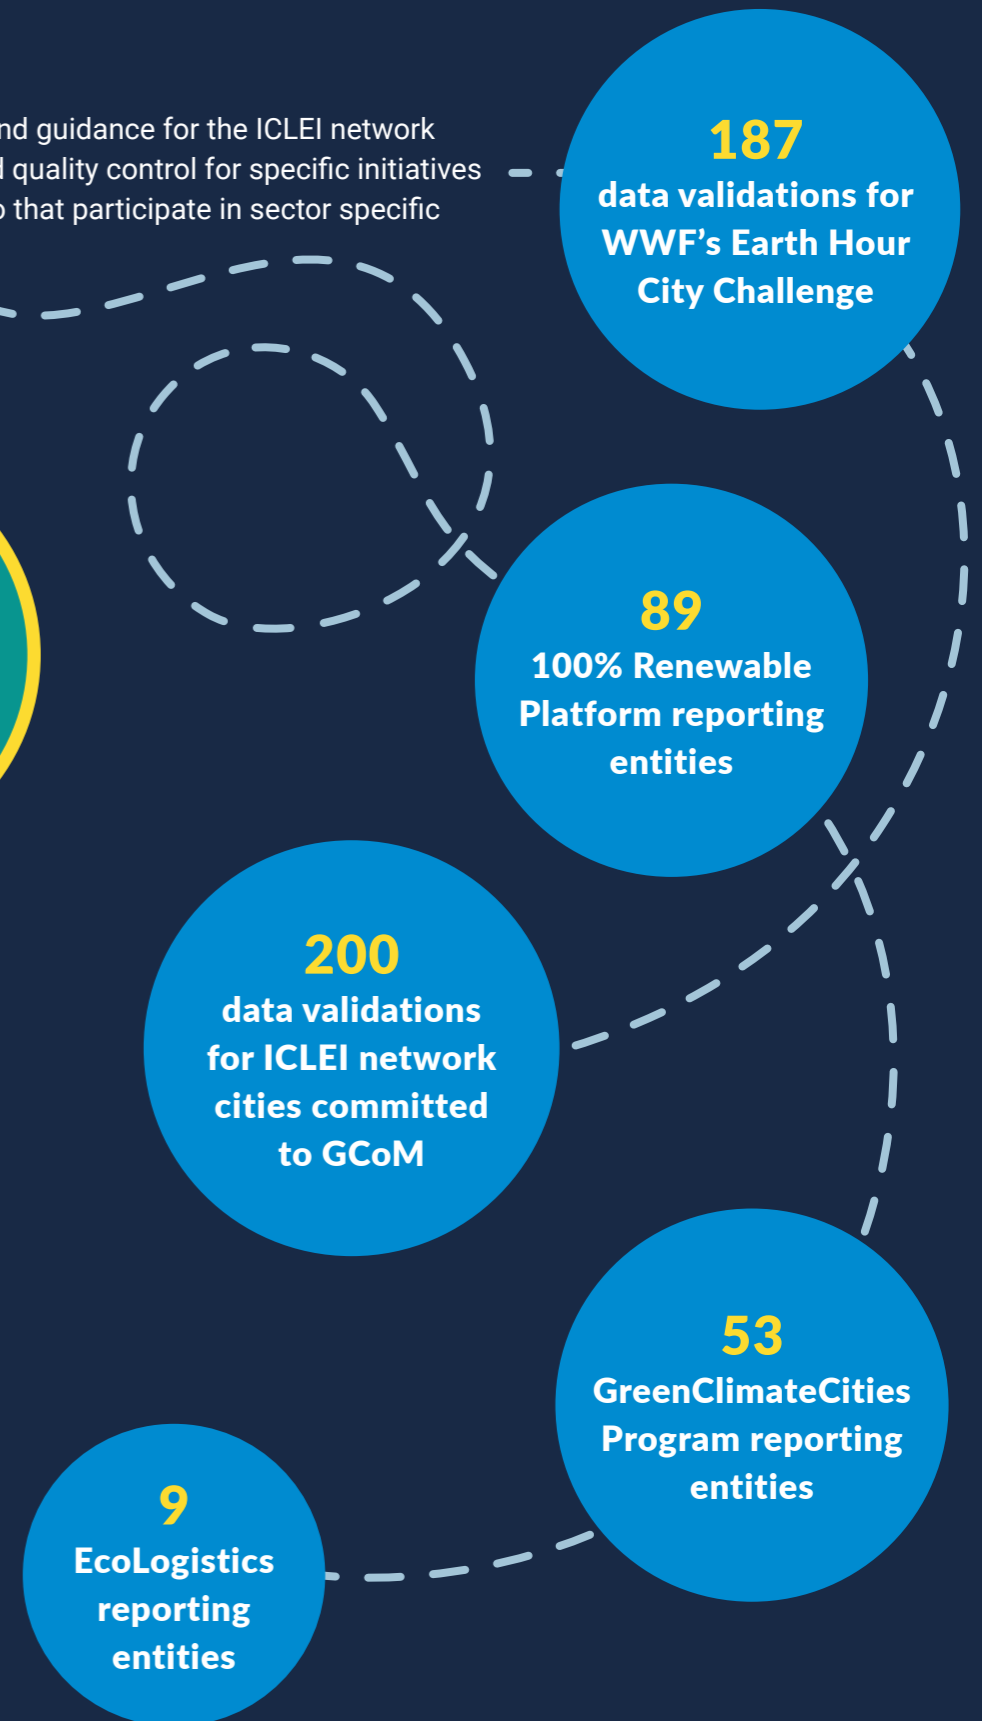 nd guidance for the ICLEI network
d quality control for specific initiatives
o that participate in sector specific
187
data validations for
WWF’s Earth Hour
City Challenge
89
100% Renewable
Platform reporting
entities
200
data validations
for ICLEI network
cities committed
to GCoM
53
GreenClimateCities
Program reporting
entities
9
EcoLogistics
reporting
entities